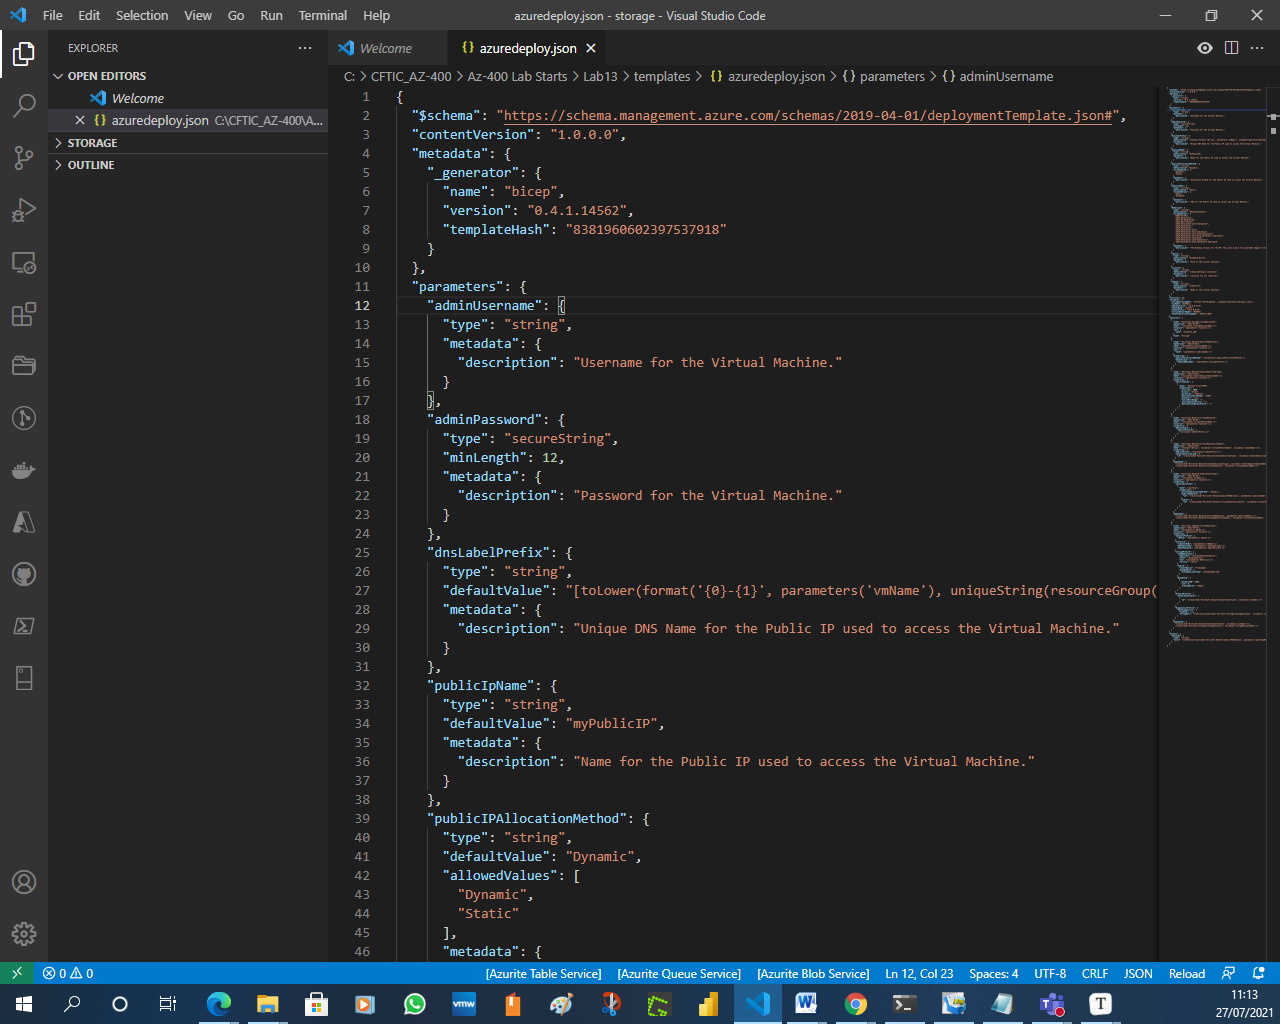 File Edit Selection View Go Run Terminal Help azuredeploy.json - storage - Visual Studio Code
EXPLORER
OPEN EDITORS
Welcome
azuredeploy.json C:\CFTIC_AZ-400\A...
STORAGE
OUTLINE
Welcome azuredeploy.json
C: > CFTIC_AZ-400 > Az-400 Lab Starts > Lab13 > templates > {} azuredeploy.json > {} parameters > {} adminUsername
1 {
2 "$schema": "https://schema.management.azure.com/schemas/2019-04-01/deploymentTemplate.json#",
3 "contentVersion": "1.0.0.0",
4 "metadata": {
5 "_generator": {
6 "name": "bicep",
7 "version": "0.4.1.14562",
8 "templateHash": "8381960602397537918"
9 }
10 },
11 "parameters": {
12 "adminUsername": {
13 "type": "string",
14 "metadata": {
15 "description": "Username for the Virtual Machine."
16 }
17 },
18 "adminPassword": {
19 "type": "secureString",
20 "minLength": 12,
21 "metadata": {
22 "description": "Password for the Virtual Machine."
23 }
24 },
25 "dnsLabelPrefix": {
26 "type": "string",
27 "defaultValue": "[toLower(format('{0}-{1}', parameters('vmName'), uniqueString(resourceGroup(
28 "metadata": {
29 "description": "Unique DNS Name for the Public IP used to access the Virtual Machine."
30 }
31 },
32 "publicIpName": {
33 "type": "string",
34 "defaultValue": "myPublicIP",
35 "metadata": {
36 "description": "Name for the Public IP used to access the Virtual Machine."
37 }
38 },
39 "publicIPAllocationMethod": {
40 "type": "string",
41 "defaultValue": "Dynamic",
42 "allowedValues": [
43 "Dynamic",
44 "Static"
45 ],
46 "metadata": {
0 0 [Azurite Table Service] [Azurite Queue Service] [Azurite Blob Service] Ln 12, Col 23 Spaces: 4 UTF-8 CRLF JSON Reload
vmw
11:13
27/07/2021